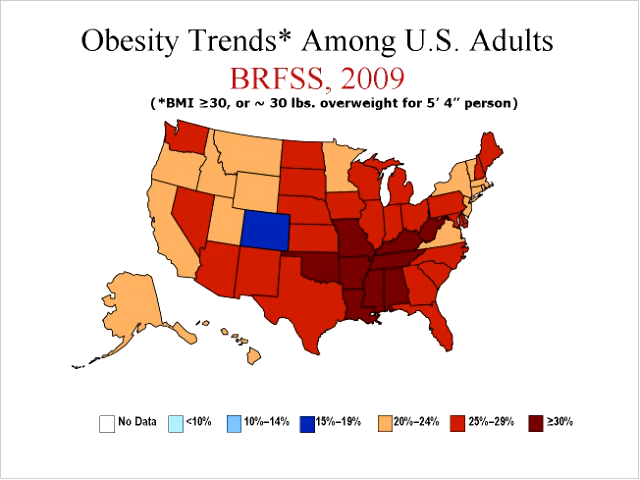 Obesity Trends* Among U.S. Adults
BRFSS, 2009
(*BMI ≥30, or ~ 30 lbs. overweight for 5’ 4” person)
No Data <10% 10%–14% 15%–19% 20%–24% 25%–29% ≥30%